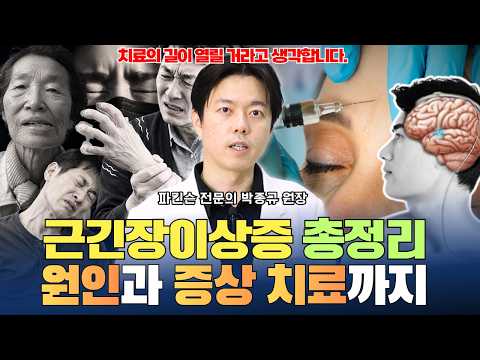 치료의 길이 열릴 거라고 생각합니다.
파킨슨 전문의 박종규 원장
근긴장이상증 총정리
원인과 증상 치료까지